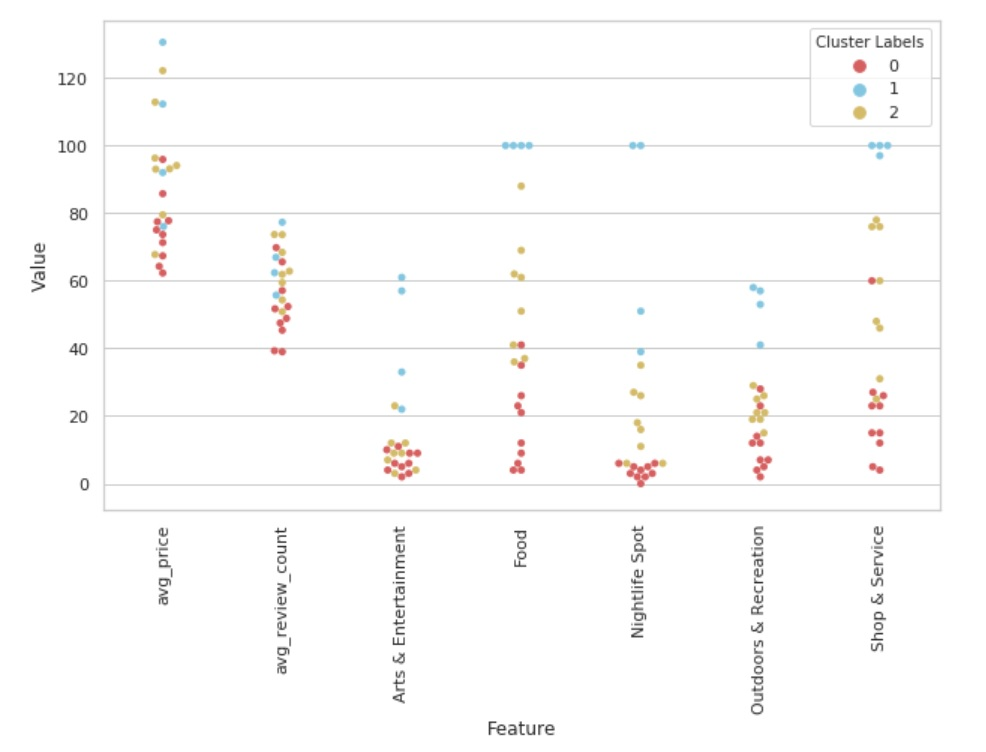 Cluster Labels
0
1
2
120
100
80
60
40
20
0
Value
avg_price
avg_review_count
Arts & Entertainment
Food
Nightlife Spot
Outdoors & Recreation
Shop & Service
Feature